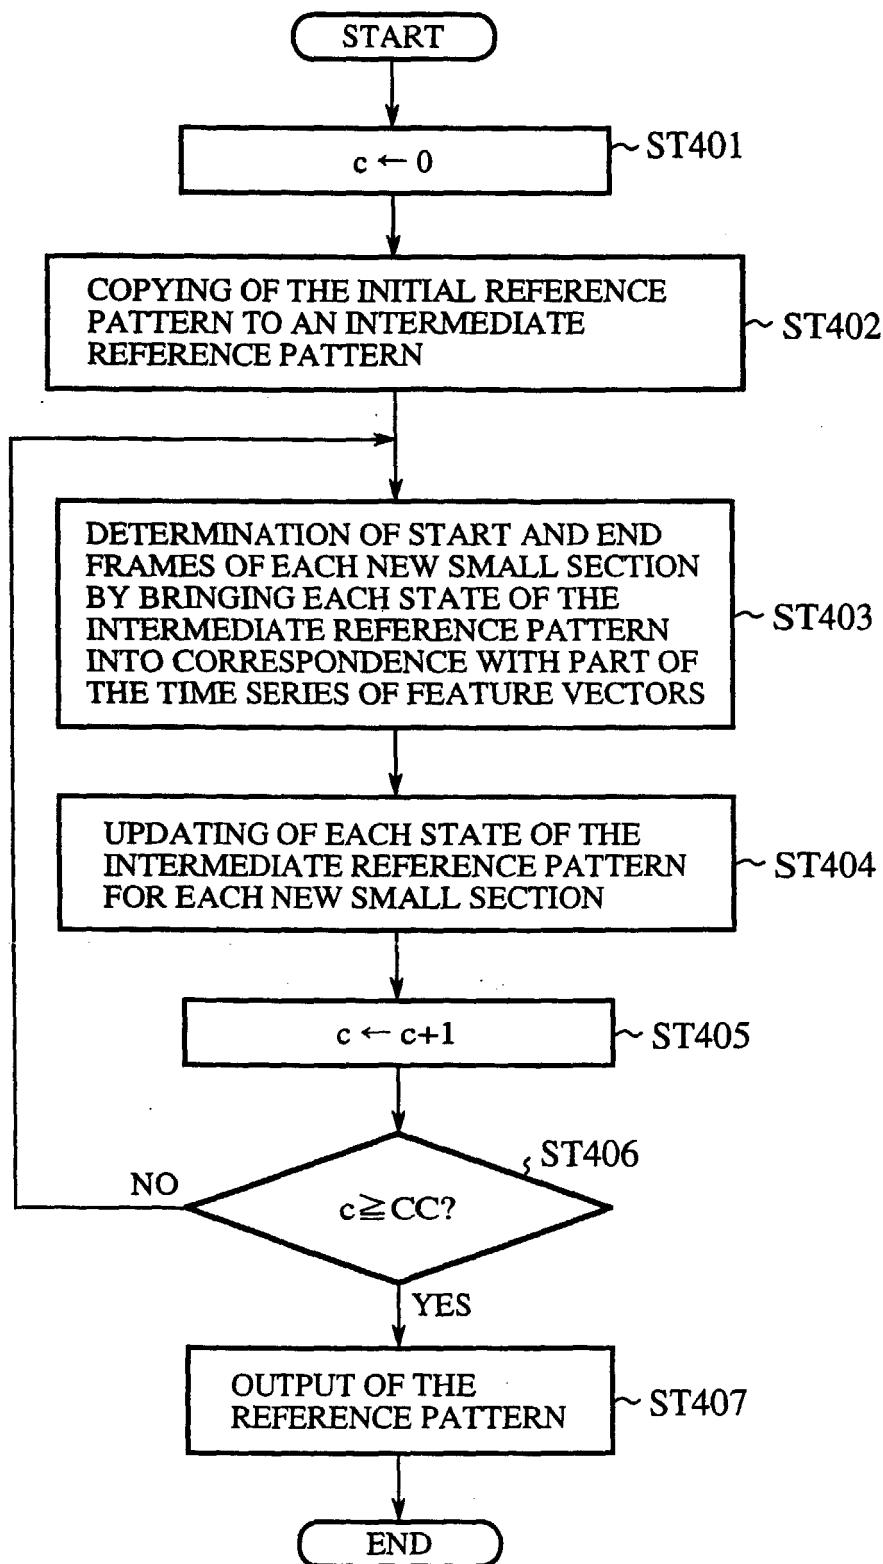 START
c ← 0
ST401
COPYING OF THE INITIAL REFERENCE
PATTERN TO AN INTERMEDIATE
REFERENCE PATTERN
ST402
DETERMINATION OF START AND END
FRAMES OF EACH NEW SMALL SECTION
BY BRINGING EACH STATE OF THE
INTERMEDIATE REFERENCE PATTERN
INTO CORRESPONDENCE WITH PART OF
THE TIME SERIES OF FEATURE VECTORS
ST403
UPDATING OF EACH STATE OF THE
INTERMEDIATE REFERENCE PATTERN
FOR EACH NEW SMALL SECTION
ST404
c ← c+1
ST405
ST406
NO
c≧CC?
YES
OUTPUT OF THE
REFERENCE PATTERN
ST407
END